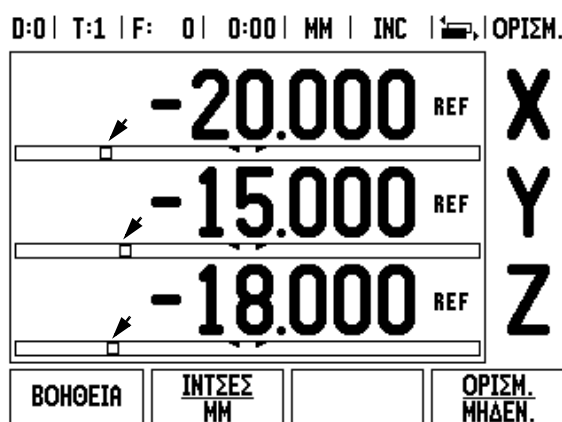 D:0 | T:1 | F: 0 | 0:00 | MM | INC | | ΟΡΙΣΜ.
-20.000 REF X
-15.000 REF Y
-18.000 REF Z
ΒΟΗΘΕΙΑ ΙΝΤΣΕΣ ΟΡΙΣΜ.
ΜΜ ΜΗΔΕΝ.